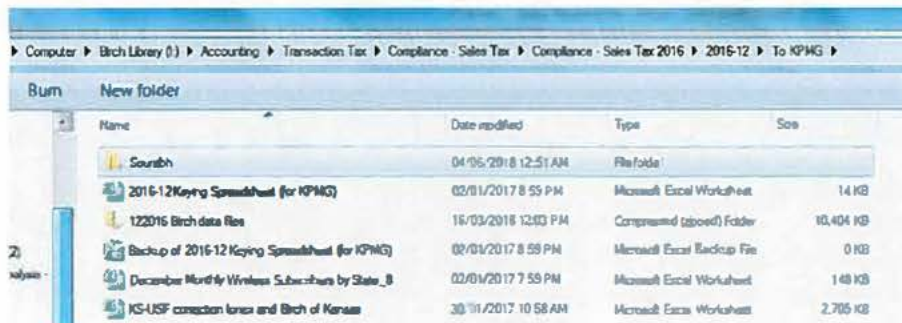 Computer ▸ Birch Library (I:) ▸ Accounting ▸ Transaction Tax ▸ Compliance - Sales Tax ▸ Compliance - Sales Tax 2016 ▸ 2016-12 ▸ To KPMG ▸
Burn New folder
Name Date modified Type Size
Sourabh 04/06/2018 12:51 AM File folder
2016-12 Keying Spreadsheet (for KPMG) 02/01/2017 8:59 PM Microsoft Excel Worksheet 14 KB
122016 Birch data files 16/03/2018 12:03 PM Compressed (zipped) Folder 10,404 KB
Backup of 2016-12 Keying Spreadsheet (for KPMG) 02/01/2017 8:59 PM Microsoft Excel Backup File 0 KB
December Monthly Wireless Subscribers by State_B 02/01/2017 7:59 PM Microsoft Excel Worksheet 148 KB
KS-USF correction and Birch of Kansas 30/01/2017 10:58 AM Microsoft Excel Worksheet 2,705 KB